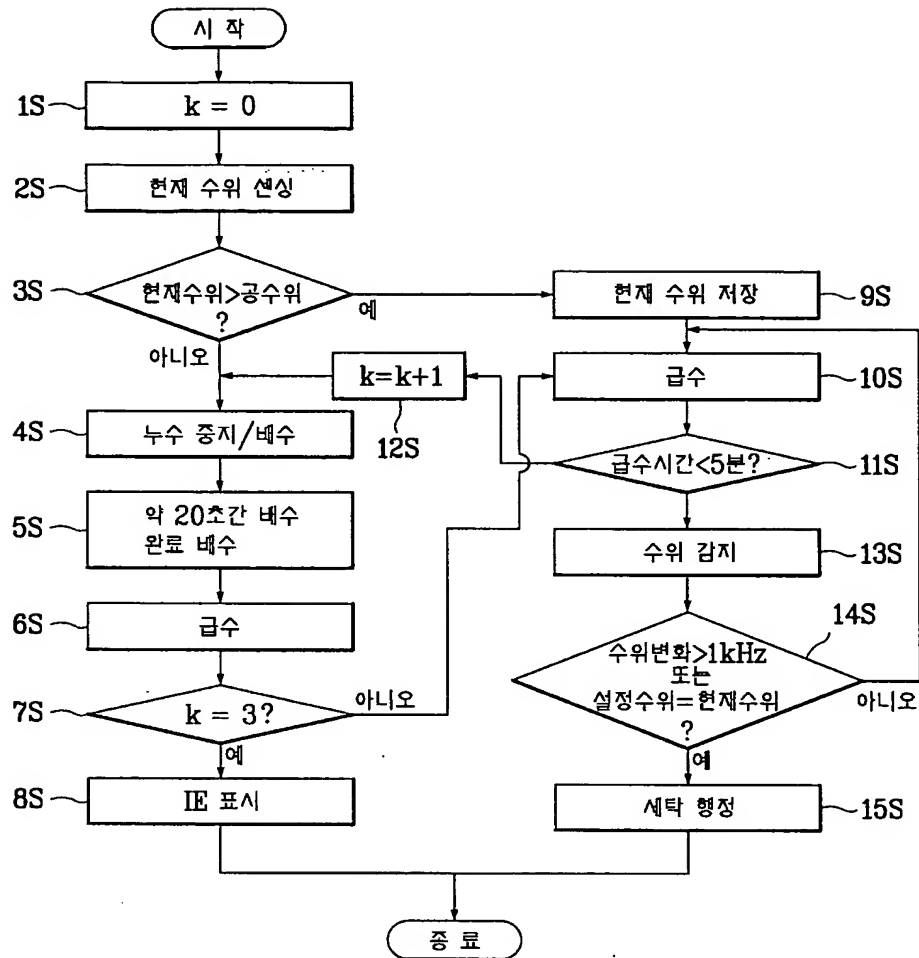 시 작
1S
k = 0
2S
현재 수위 센싱
3S
현재수위>공수위
?
예
아니오
4S
누수 중지/배수
5S
약 20초간 배수
완료 배수
6S
급수
7S
k = 3?
아니오
예
8S
IE 표시
현재 수위 저장
9S
급수
10S
k=k+1
12S
급수시간<5분?
11S
수위 감지
13S
14S
수위변화>1kHz
또는
설정수위=현재수위
?
아니오
예
세탁 행정
15S
종 료